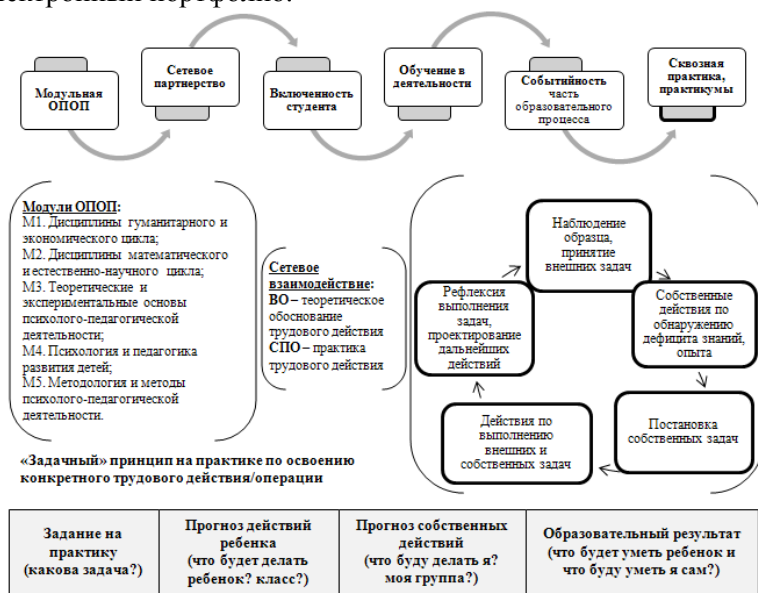 электронный портфолио.
Модульная
ОПОП
Сетевое
партнерство
Включенность
студента
Обучение в
деятельности
Событийность
часть
образовательного
процесса
Сквозная
практика,
практикумы
Модули ОПОП:
М1. Дисциплины гуманитарного и
экономического цикла;
М2. Дисциплины математического
и естественно-научного цикла;
М3. Теоретические и
экспериментальные основы
психолого-педагогической
деятельности;
М4. Психология и педагогика
развития детей;
М5. Методология и методы
психолого-педагогической
деятельности.
Сетевое
взаимодействие:
ВО – теоретическое
обоснование
трудового действия
СПО – практика
трудового действия
Наблюдение
образца,
принятие
внешних задач
Собственные
действия по
обнаружению
дефицита знаний,
опыта
Постановка
собственных задач
Действия по
выполнению
внешних и
собственных задач
Рефлексия
выполнения
задач,
проектирование
дальнейших
действий
«Задачный» принцип на практике по освоению
конкретного трудового действия/операции
Задание на
практику
(какова задача?)
Прогноз действий
ребенка
(что будет делать
ребенок? класс?)
Прогноз собственных
действий
(что буду делать я?
моя группа?)
Образовательный результат
(что будет уметь ребенок и
что буду уметь я сам?)